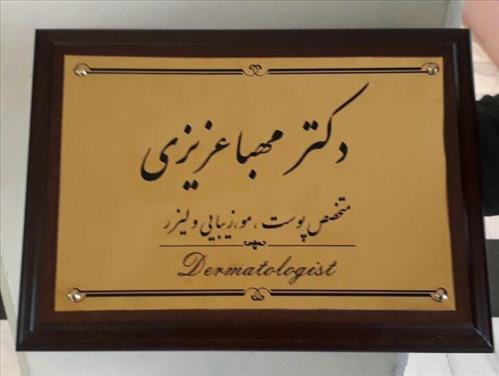 دکتر مهبا عزیزی
متخصص پوست ، مو، زیبایی و لیزر
Dermatologist